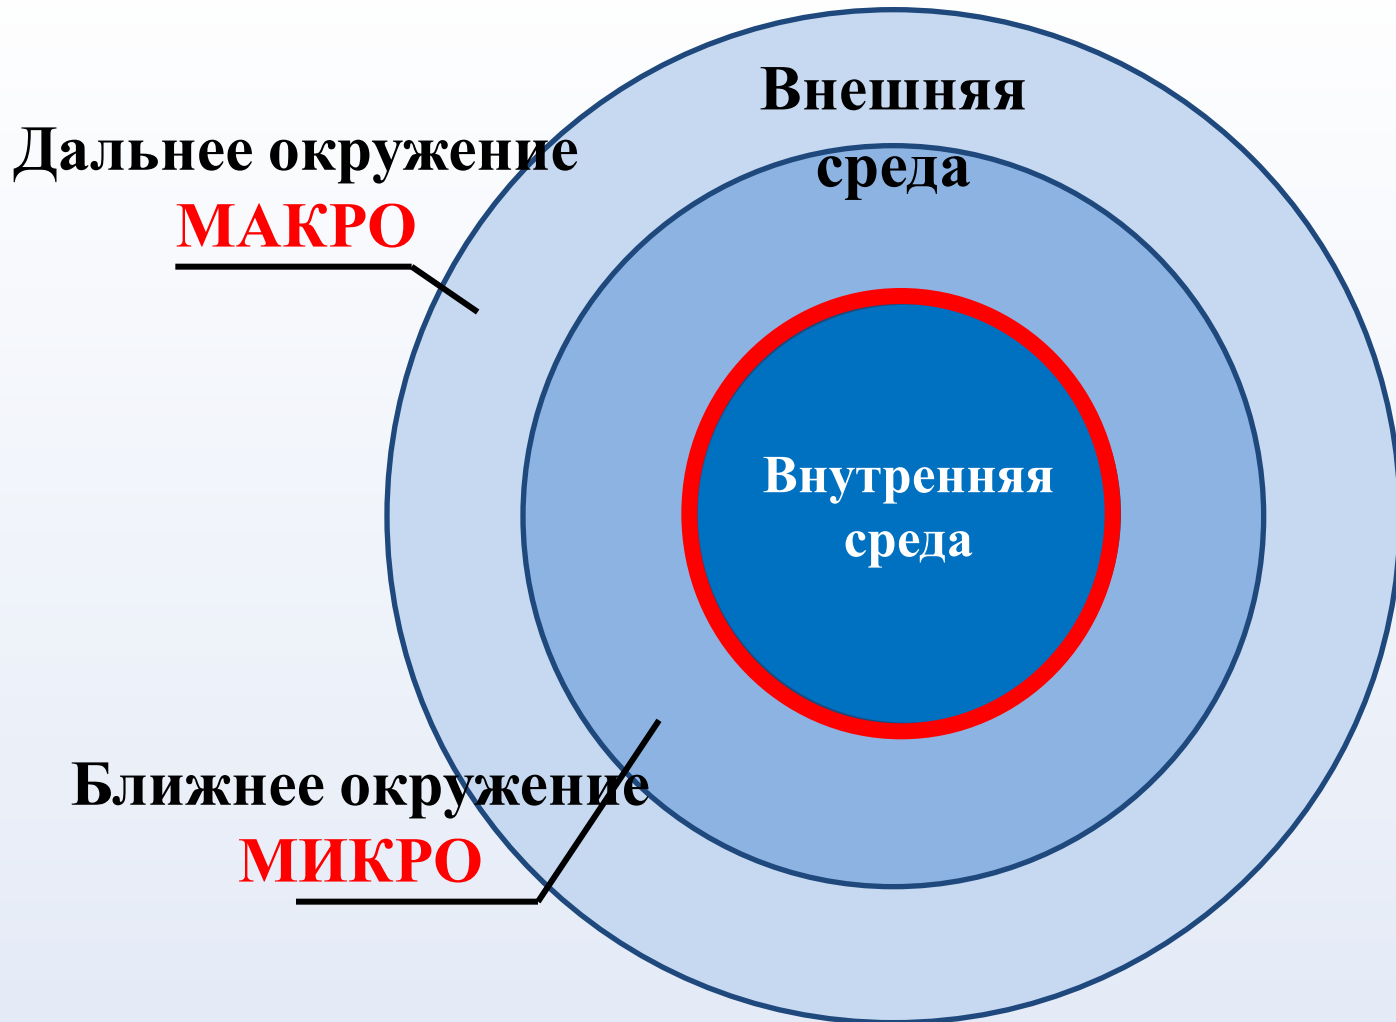 Внешняя
среда
Дальнее окружение
МАКРО
Внутренняя
среда
Ближнее окружение
МИКРО